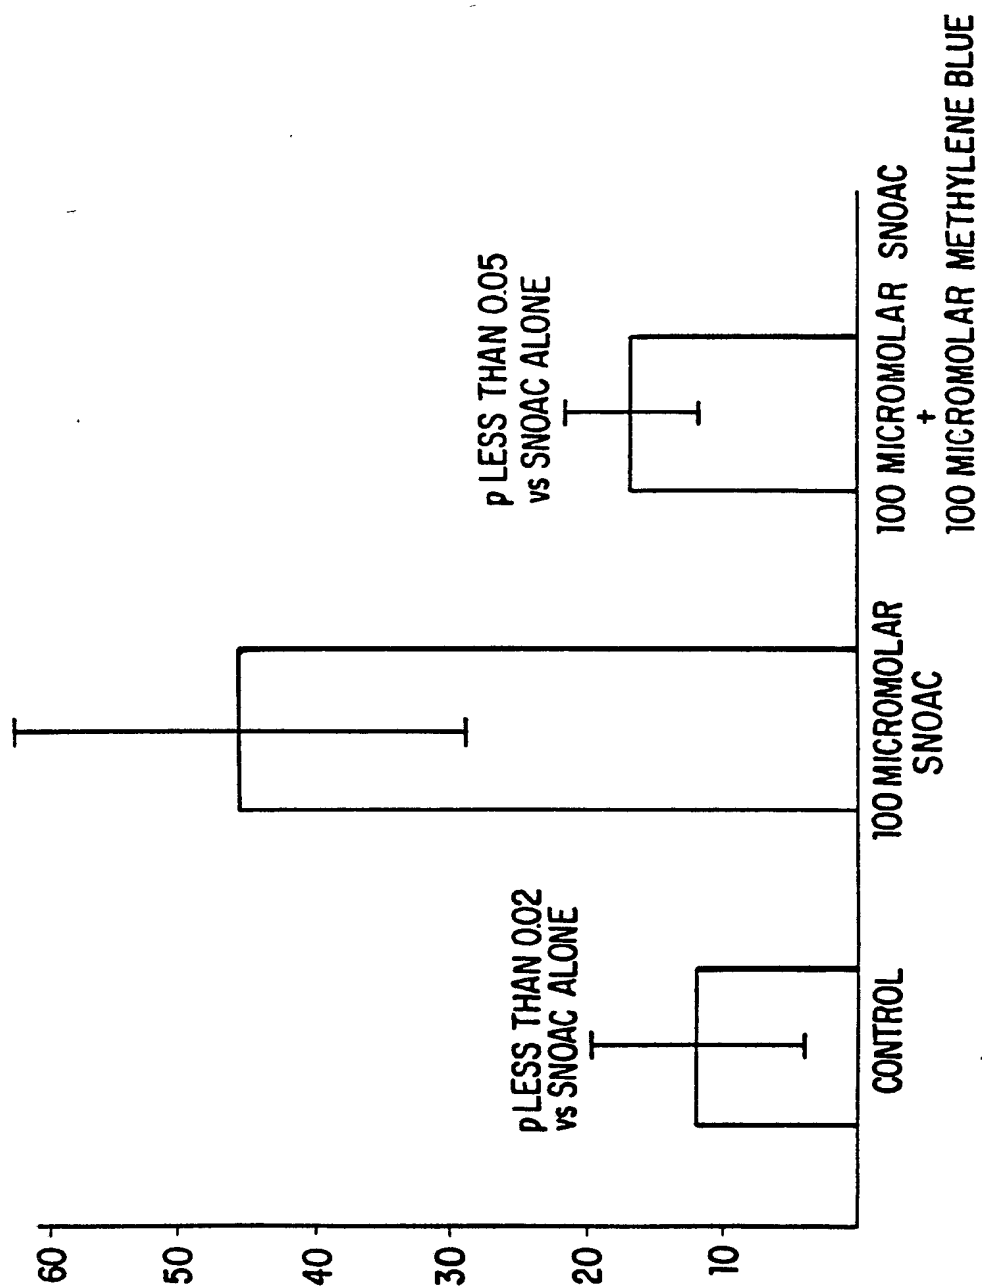 60
50
40
30
20
10
p LESS THAN 0.02
vs SNOAC ALONE
p LESS THAN 0.05
vs SNOAC ALONE
CONTROL
100 MICROMOLAR
SNOAC
100 MICROMOLAR SNOAC
+
100 MICROMOLAR METHYLENE BLUE